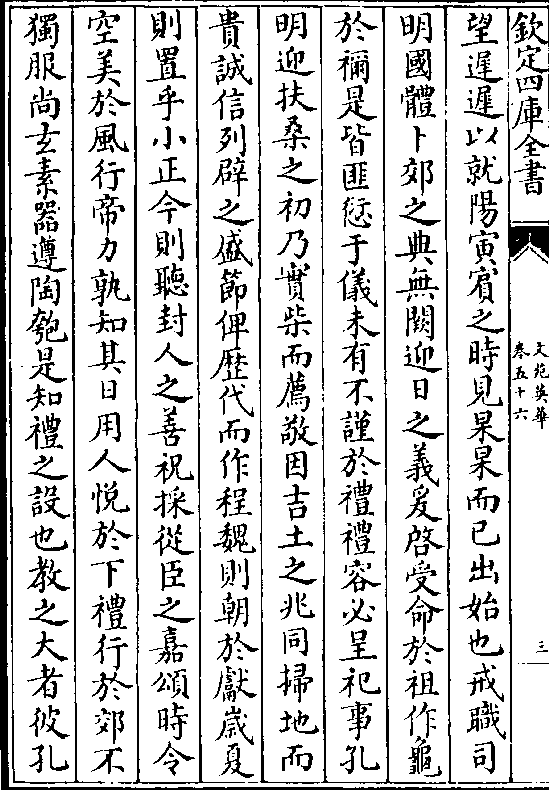 欽定四庫全書
文苑英華
卷五十六
三
望遲遲以就陽寅賓之時見杲杲而已出始也戒職司
明國體卜郊之典無闕迎日之義爰啓受命於祖作龜
於禰是皆匪愆于儀未有不謹於禮禮容必呈祀事孔
明迎扶桑之初乃實柴而薦敬因吉土之兆同掃地而
貴誠信列辟之盛節俾歴代而作程魏則朝於獻嵗夏
則置乎小正今則聽封人之善祝採從臣之嘉頌時令
空美於風行帝力孰知其日用人悅於下禮行於郊不
獨服尚玄素器遵陶匏是知禮之設也教之大者彼孔